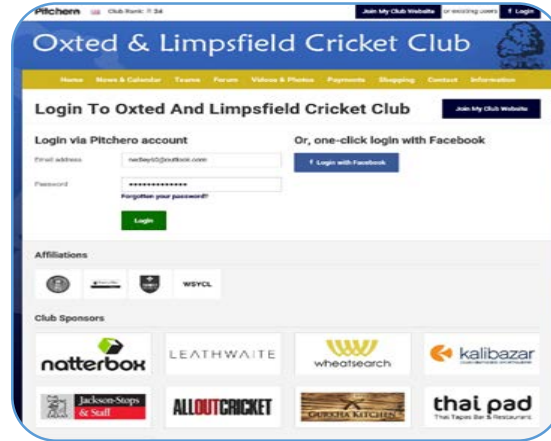 Pitchero Club Rank: 34 Join My Club Website or existing users f Login
Oxted & Limpsfield Cricket Club
Home News & Calendar Teams Forum Videos & Photos Payments Shopping Contact Information
Login To Oxted And Limpsfield Cricket Club Join My Club Website
Login via Pitchero account
Or, one-click login with Facebook
Email address
f Login with Facebook
Password •••••••••••••
Forgotten your password?
Login
Affiliations
WSYCL
Club Sponsors
natterbox
LEATHWAITE
wheatsearch
kalibazar
Jackson-Stops
& Staff
ALLOUTCRICKET
GURKHA KITCHEN
thai pad
Thai Tapas Bar & Restaurant